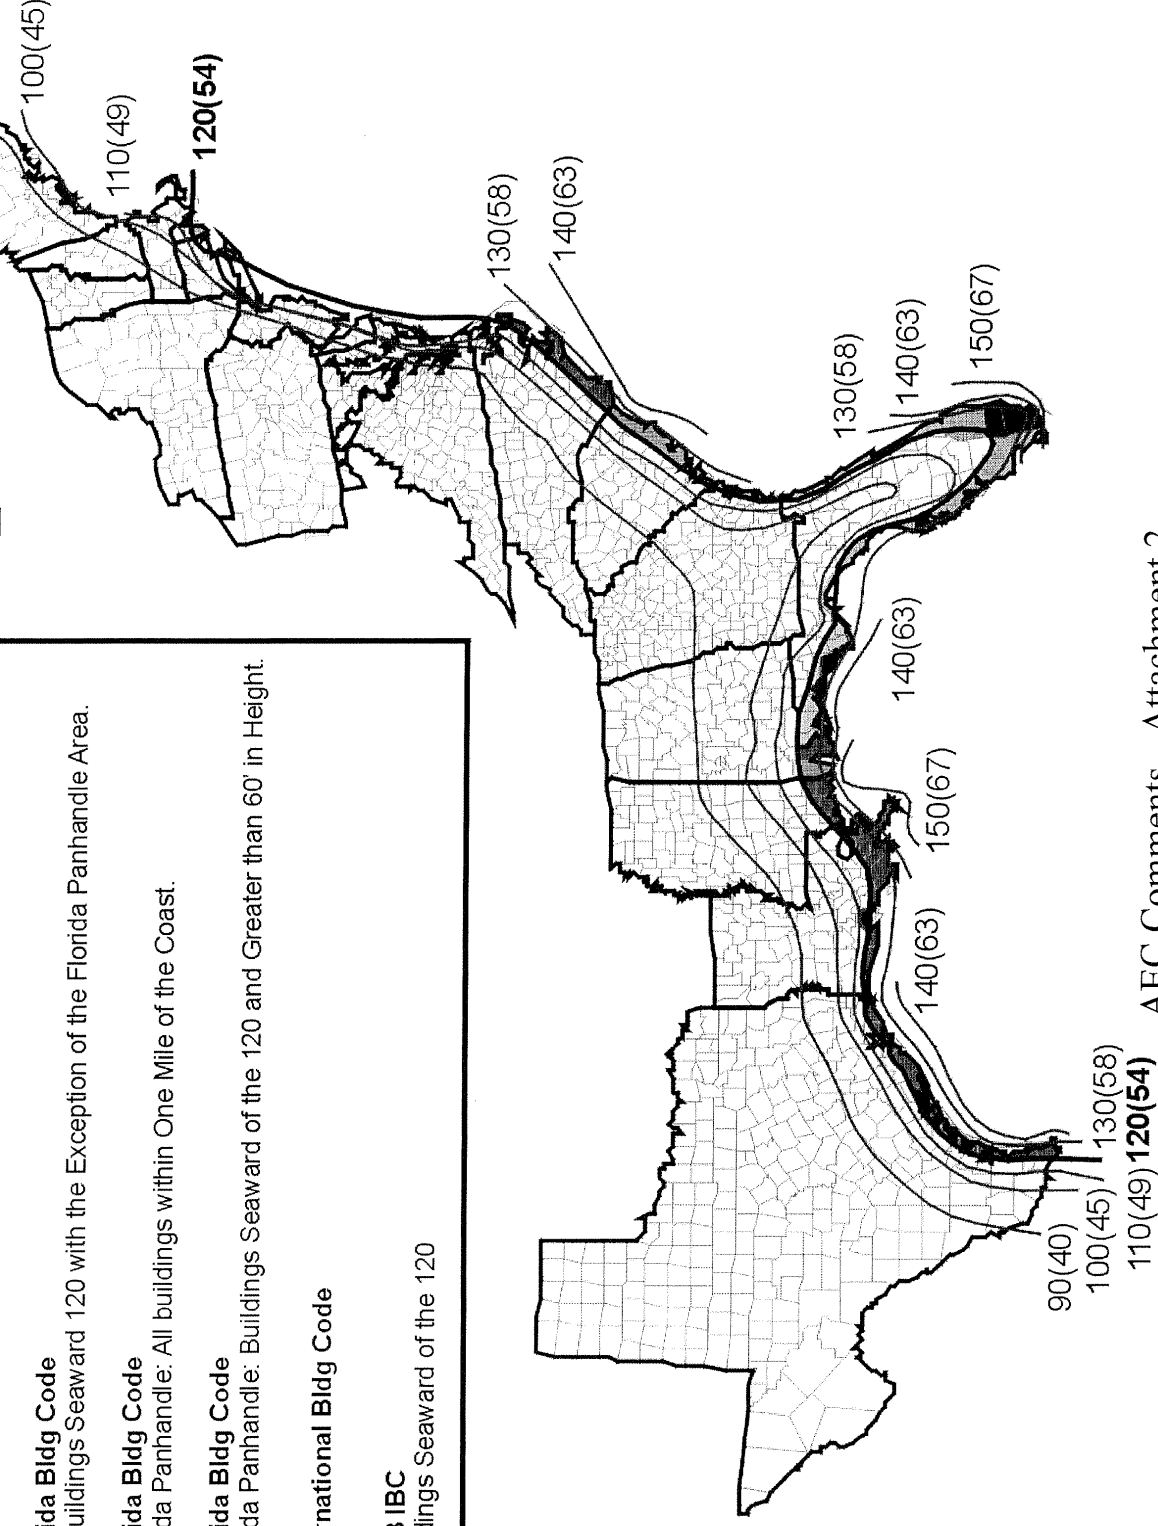 ida Bldg Code
uildings Seaward 120 with the Exception of the Florida Panhandle Area.
ida Bldg Code
da Panhandle: All buildings within One Mile of the Coast.
ida Bldg Code
da Panhandle: Buildings Seaward of the 120 and Greater than 60' in Height.
rnational Bldg Code
IBC
dings Seaward of the 120
100(45)
110(49)
120(54)
130(58)
140(63)
130(58)
140(63)
150(67)
140(63)
150(67)
140(63)
90(40)
100(45)
110(49)
120(54)
130(58)
AEC Comments Attachment 2